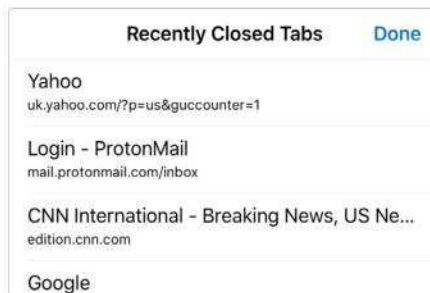 Recently Closed Tabs Done
Yahoo
uk.yahoo.com/?p=us&guccounter=1
Login - ProtonMail
mail.protonmail.com/inbox
CNN International - Breaking News, US Ne...
edition.cnn.com
Google